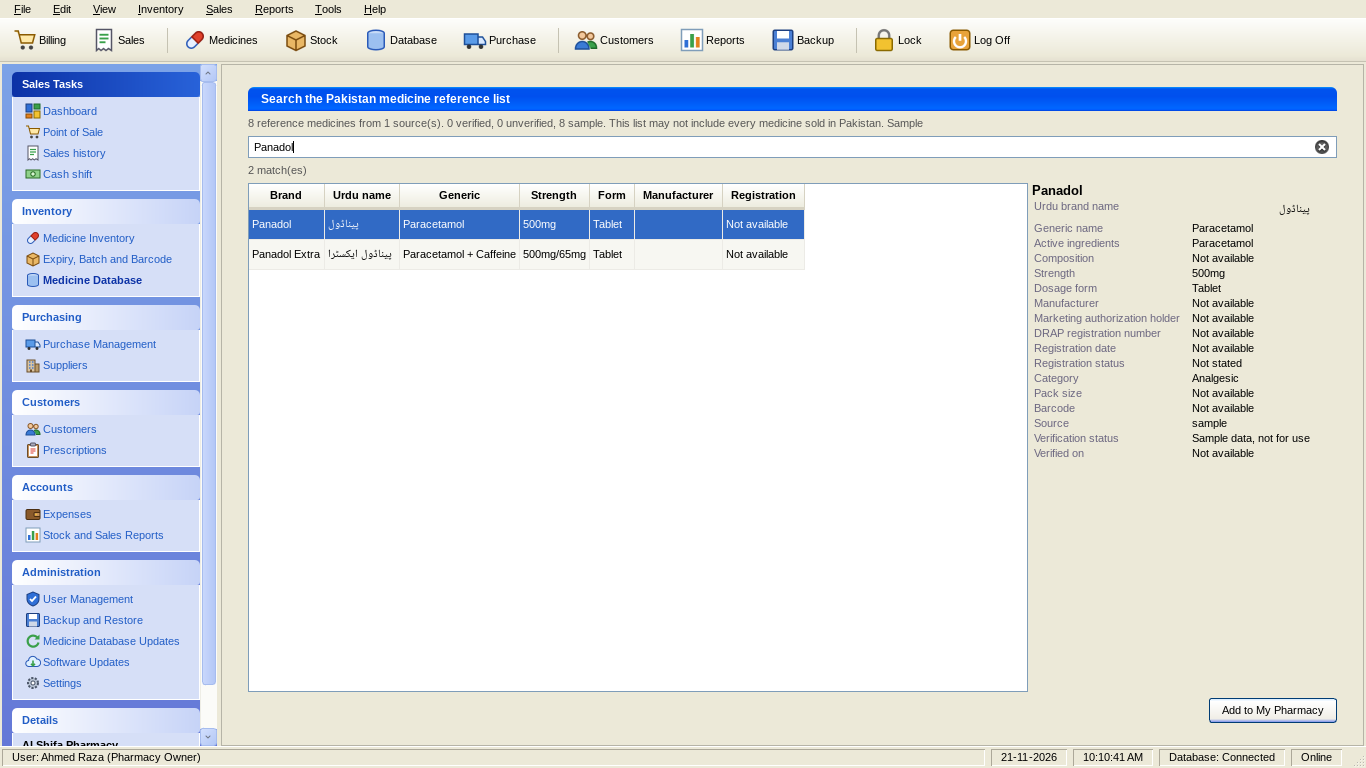 File Edit View Inventory Sales Reports Tools Help
Billing Sales Medicines Stock Database Purchase Customers Reports Backup Lock Log Off
Sales Tasks
Dashboard
Point of Sale
Sales history
Cash shift
Inventory
Medicine Inventory
Expiry, Batch and Barcode
Medicine Database
Purchasing
Purchase Management
Suppliers
Customers
Customers
Prescriptions
Accounts
Expenses
Stock and Sales Reports
Administration
User Management
Backup and Restore
Medicine Database Updates
Software Updates
Settings
Details
Al Shifa Pharmacy
Search the Pakistan medicine reference list
8 reference medicines from 1 source(s). 0 verified, 0 unverified, 8 sample. This list may not include every medicine sold in Pakistan. Sample
Panadol
2 match(es)
Brand Urdu name Generic Strength Form Manufacturer Registration
Panadol پیناڈول Paracetamol 500mg Tablet Not available
Panadol Extra پیناڈول ایکسٹرا Paracetamol + Caffeine 500mg/65mg Tablet Not available
Panadol
Urdu brand name پیناڈول
Generic name Paracetamol
Active ingredients Paracetamol
Composition Not available
Strength 500mg
Dosage form Tablet
Manufacturer Not available
Marketing authorization holder Not available
DRAP registration number Not available
Registration date Not available
Registration status Not stated
Category Analgesic
Pack size Not available
Barcode Not available
Source sample
Verification status Sample data, not for use
Verified on Not available
Add to My Pharmacy
User: Ahmed Raza (Pharmacy Owner) 21-11-2026 10:10:41 AM Database: Connected Online